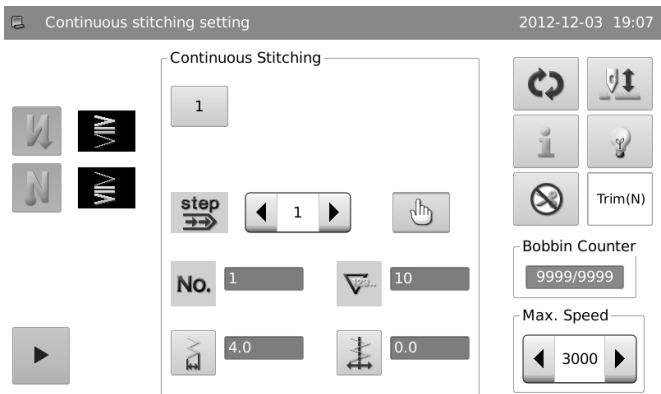 Continuous stitching setting 2012-12-03 19:07
Continuous Stitching
1
step 1
No. 1 123... 10
4.0 0.0
Trim(N)
Bobbin Counter
9999/9999
Max. Speed
3000